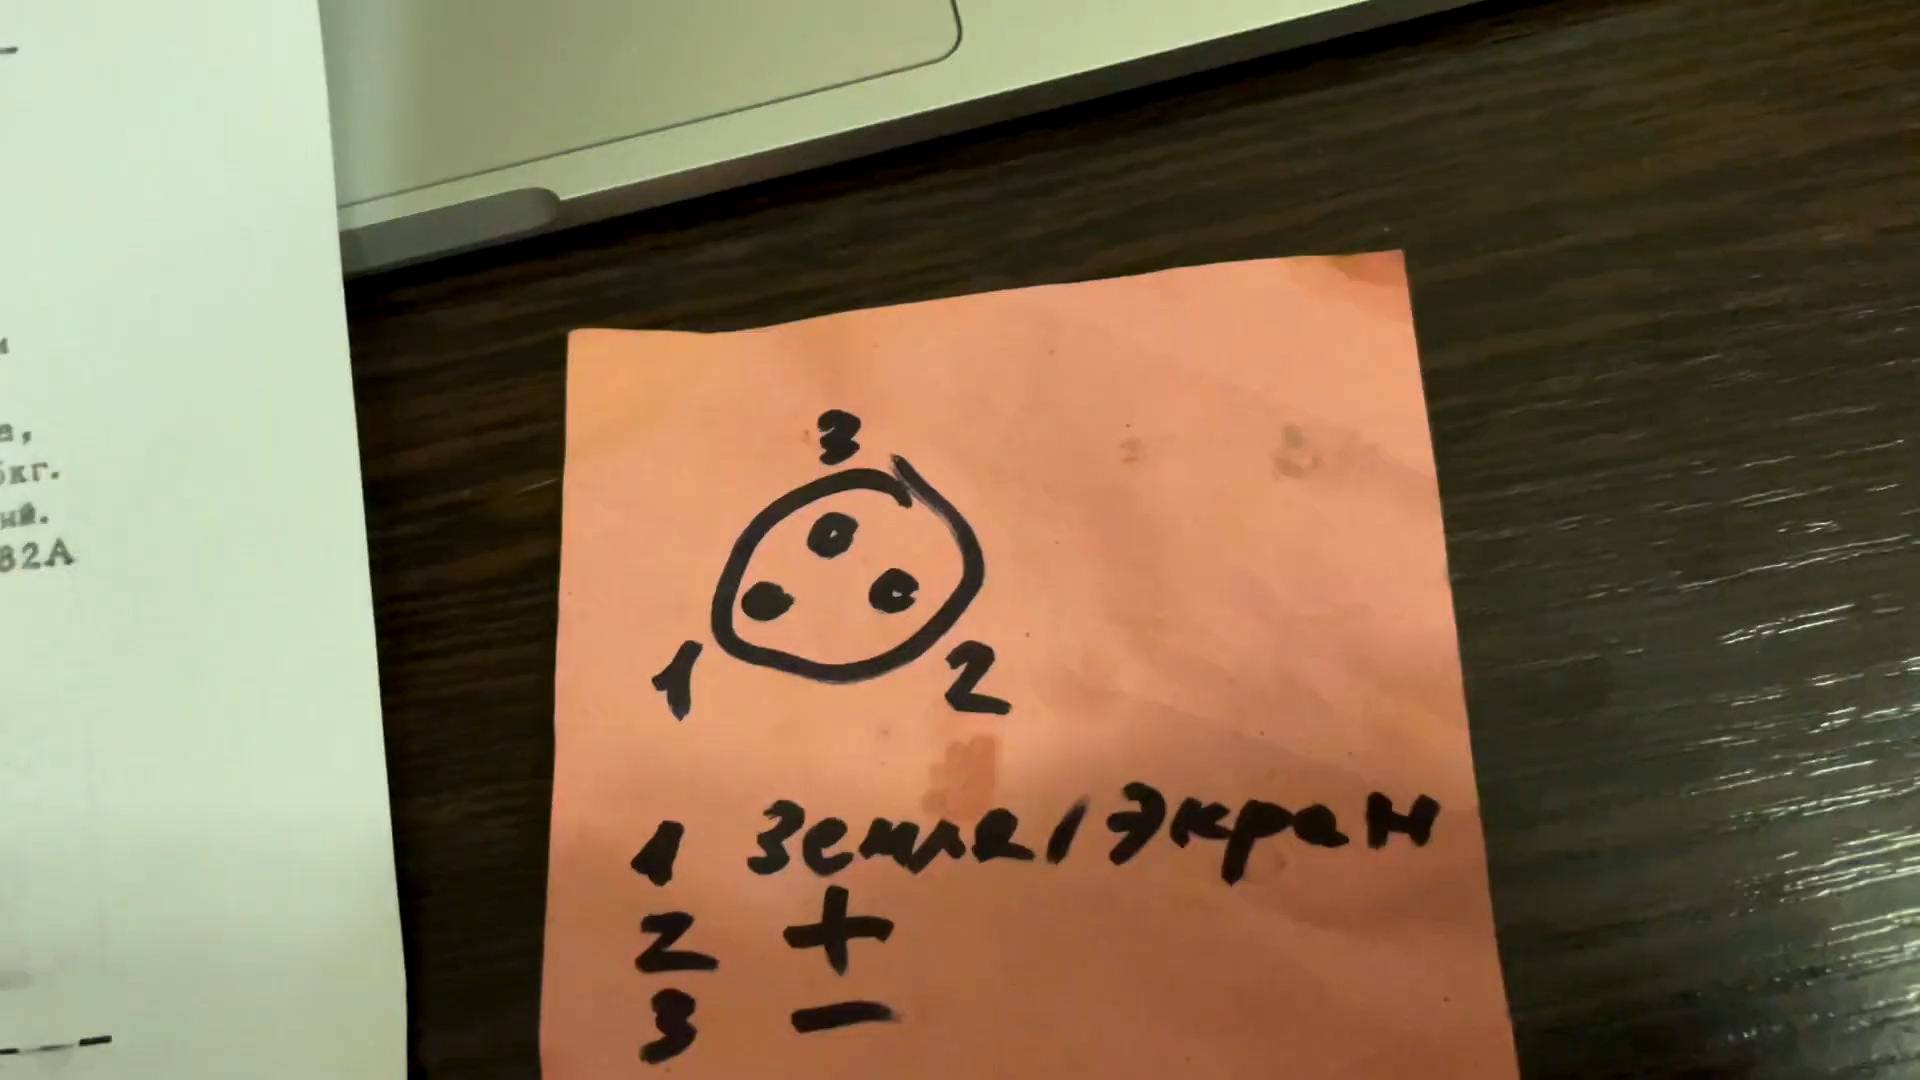 а,
кг.
82А
3
1
2
1 Земля/Экран
2 +
3 −